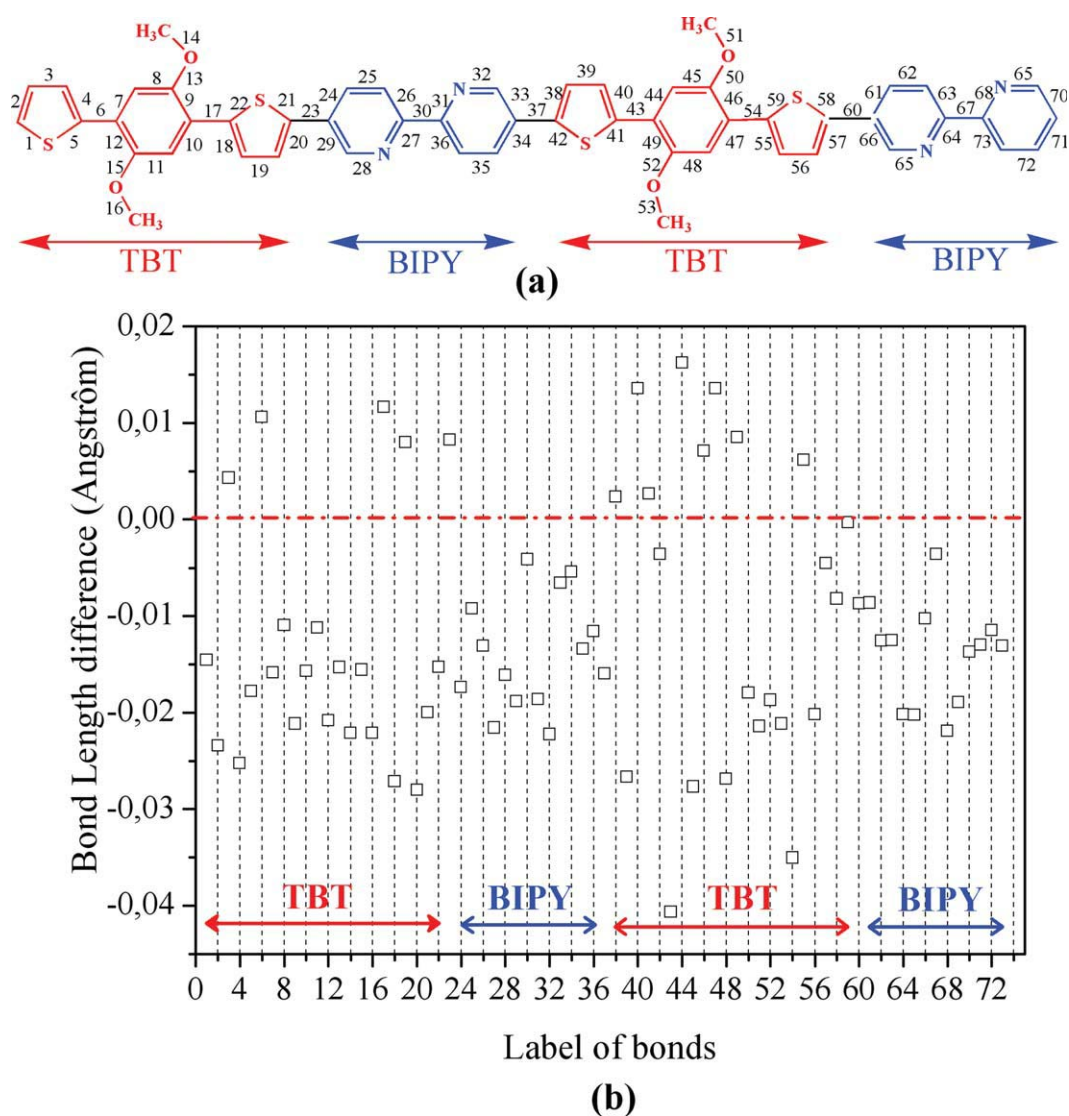 (a)
14
H₃C
O
3 8 13
2 4 6 7 9 17 22 S 21
1 S 5 12 10 18 20 23
15 11 19
O
16 CH₃
25 N 32
24 26 30 31 33
29 27 36 34 37
28 N 35
51
H₃C
O
39 45 50
38 40 43 44 46 54 59 S 58 60
42 S 41 49 47 55 57
52 48 56
O
53 CH₃
62 N 65
61 63 67 68 70
66 64 73 71
65 N 72
TBT BIPY TBT BIPY
(a)
Bond Length difference (Angström)
0,02
0,01
0,00
-0,01
-0,02
-0,03
-0,04
TBT BIPY TBT BIPY
0 4 8 12 16 20 24 28 32 36 40 44 48 52 56 60 64 68 72
Label of bonds
(b)